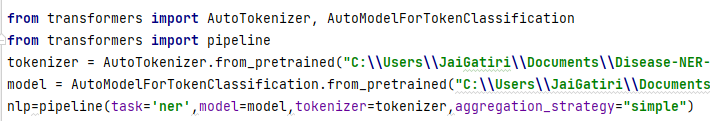 from transformers import AutoTokenizer, AutoModelForTokenClassification
from transformers import pipeline
tokenizer = AutoTokenizer.from_pretrained("C:\\Users\\JaiGatiri\\Documents\\Disease-NER-
model = AutoModelForTokenClassification.from_pretrained("C:\\Users\\JaiGatiri\\Documents
nlp=pipeline(task='ner',model=model,tokenizer=tokenizer,aggregation_strategy="simple")